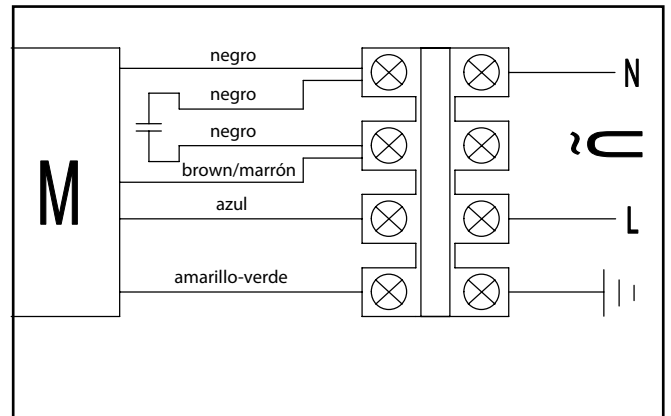 negro
N
negro
negro
U~
brown/marrón
M
azul
L
amarillo-verde